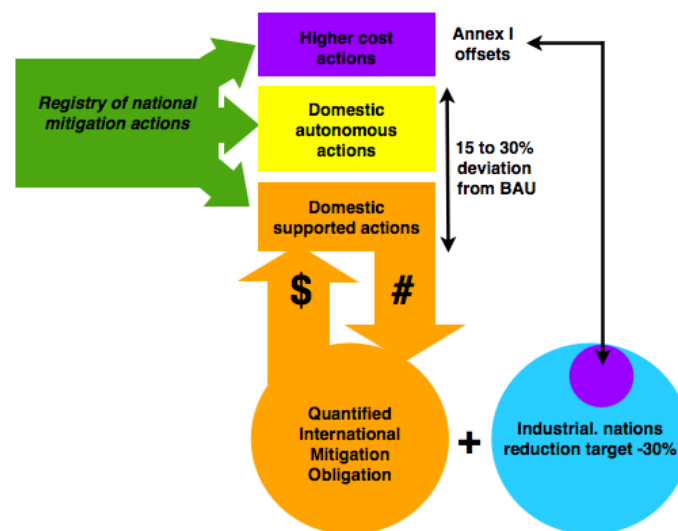 Higher cost
actions
Annex I
offsets
Registry of national
mitigation actions
Domestic
autonomous
actions
15 to 30%
deviation
from BAU
Domestic
supported actions
$
#
Quantified
International
Mitigation
Obligation
+
Industrial. nations
reduction target -30%